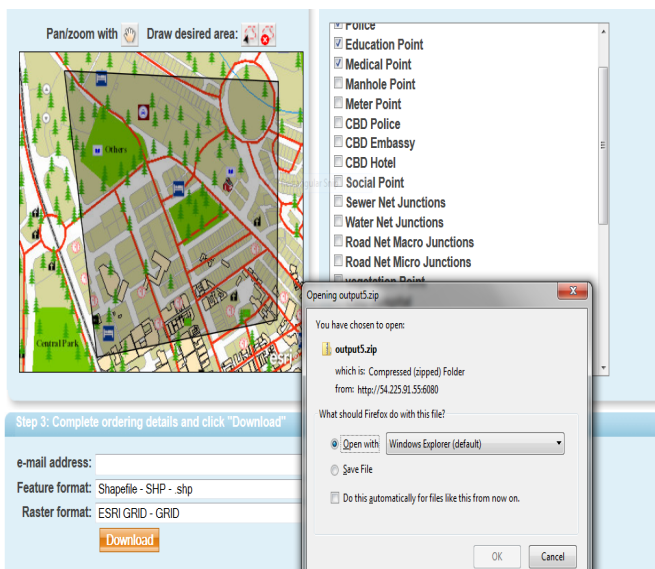 Pan/zoom with Draw desired area:
Others
Central Park
esri
Police
Education Point
Medical Point
Manhole Point
Meter Point
CBD Police
CBD Embassy
CBD Hotel
Social Point
Sewer Net Junctions
Water Net Junctions
Road Net Macro Junctions
Road Net Micro Junctions
vegetation Point
Opening output5.zip
You have chosen to open:
output5.zip
which is: Compressed (zipped) Folder
from: http://54.225.91.55:6080
What should Firefox do with this file?
Open with Windows Explorer (default)
Save File
Do this automatically for files like this from now on.
OK Cancel
Step 3: Complete ordering details and click "Download"
e-mail address:
Feature format: Shapefile - SHP - .shp
Raster format: ESRI GRID - GRID
Download